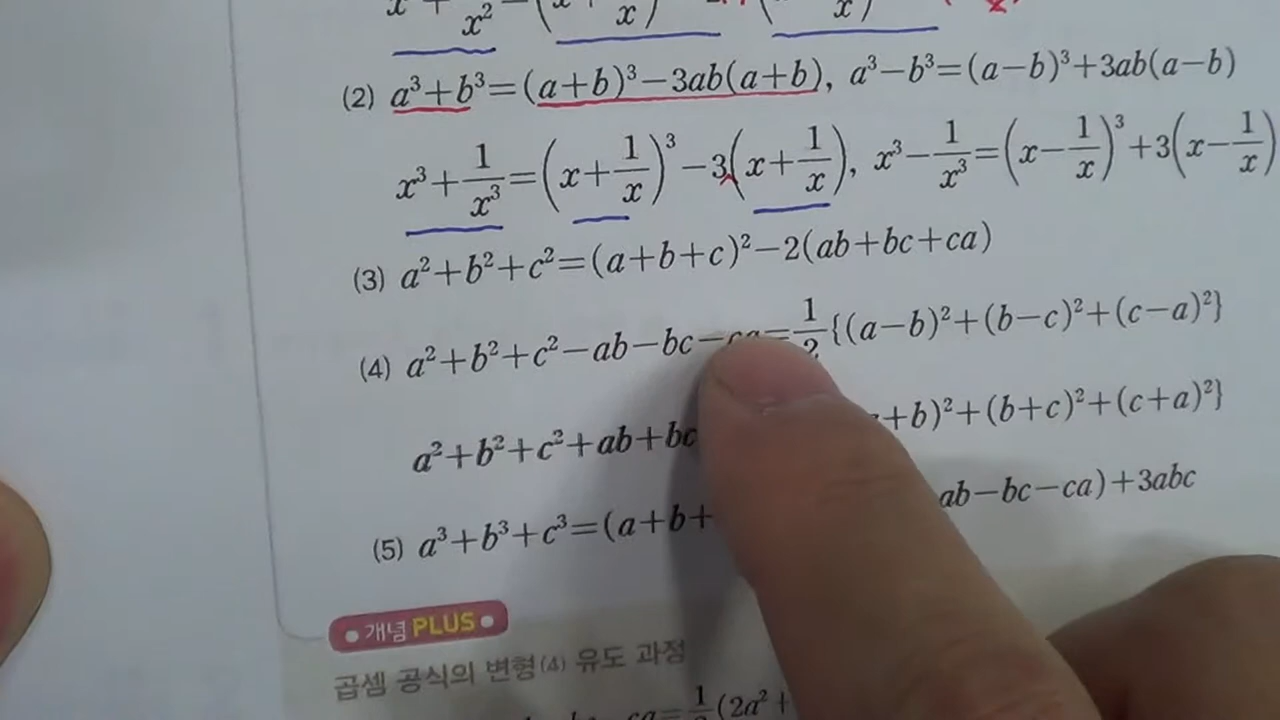 (2) a³+b³=(a+b)³−3ab(a+b), a³−b³=(a−b)³+3ab(a−b)
x³+1/x³=(x+1/x)³−3(x+1/x), x³−1/x³=(x−1/x)³+3(x−1/x)
(3) a²+b²+c²=(a+b+c)²−2(ab+bc+ca)
(4) a²+b²+c²−ab−bc−ca=1/2{(a−b)²+(b−c)²+(c−a)²}
a²+b²+c²+ab+bc +b)²+(b+c)²+(c+a)²}
(5) a³+b³+c³=(a+b+ ab−bc−ca)+3abc
개념 PLUS
곱셈 공식의 변형(4) 유도 과정